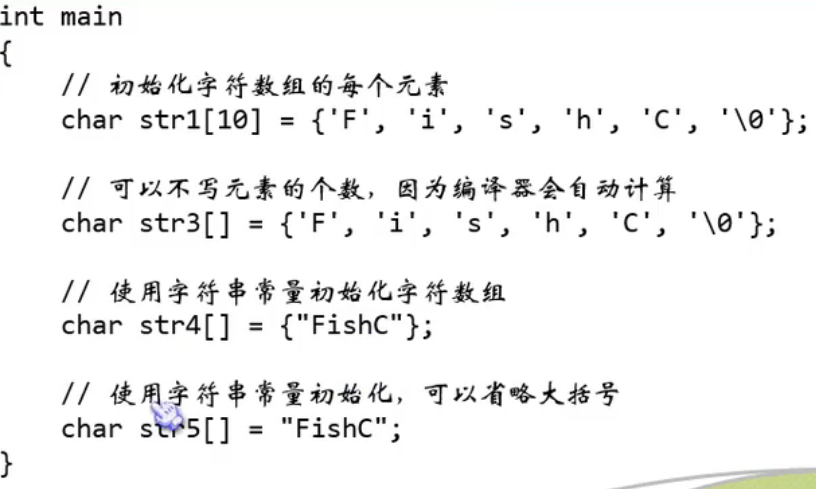 int main
{
// 初始化字符数组的每个元素
char str1[10] = {'F', 'i', 's', 'h', 'C', '\0'};
// 可以不写元素的个数，因为编译器会自动计算
char str3[] = {'F', 'i', 's', 'h', 'C', '\0'};
// 使用字符串常量初始化字符数组
char str4[] = {"FishC"};
// 使用字符串常量初始化，可以省略大括号
char str5[] = "FishC";
}